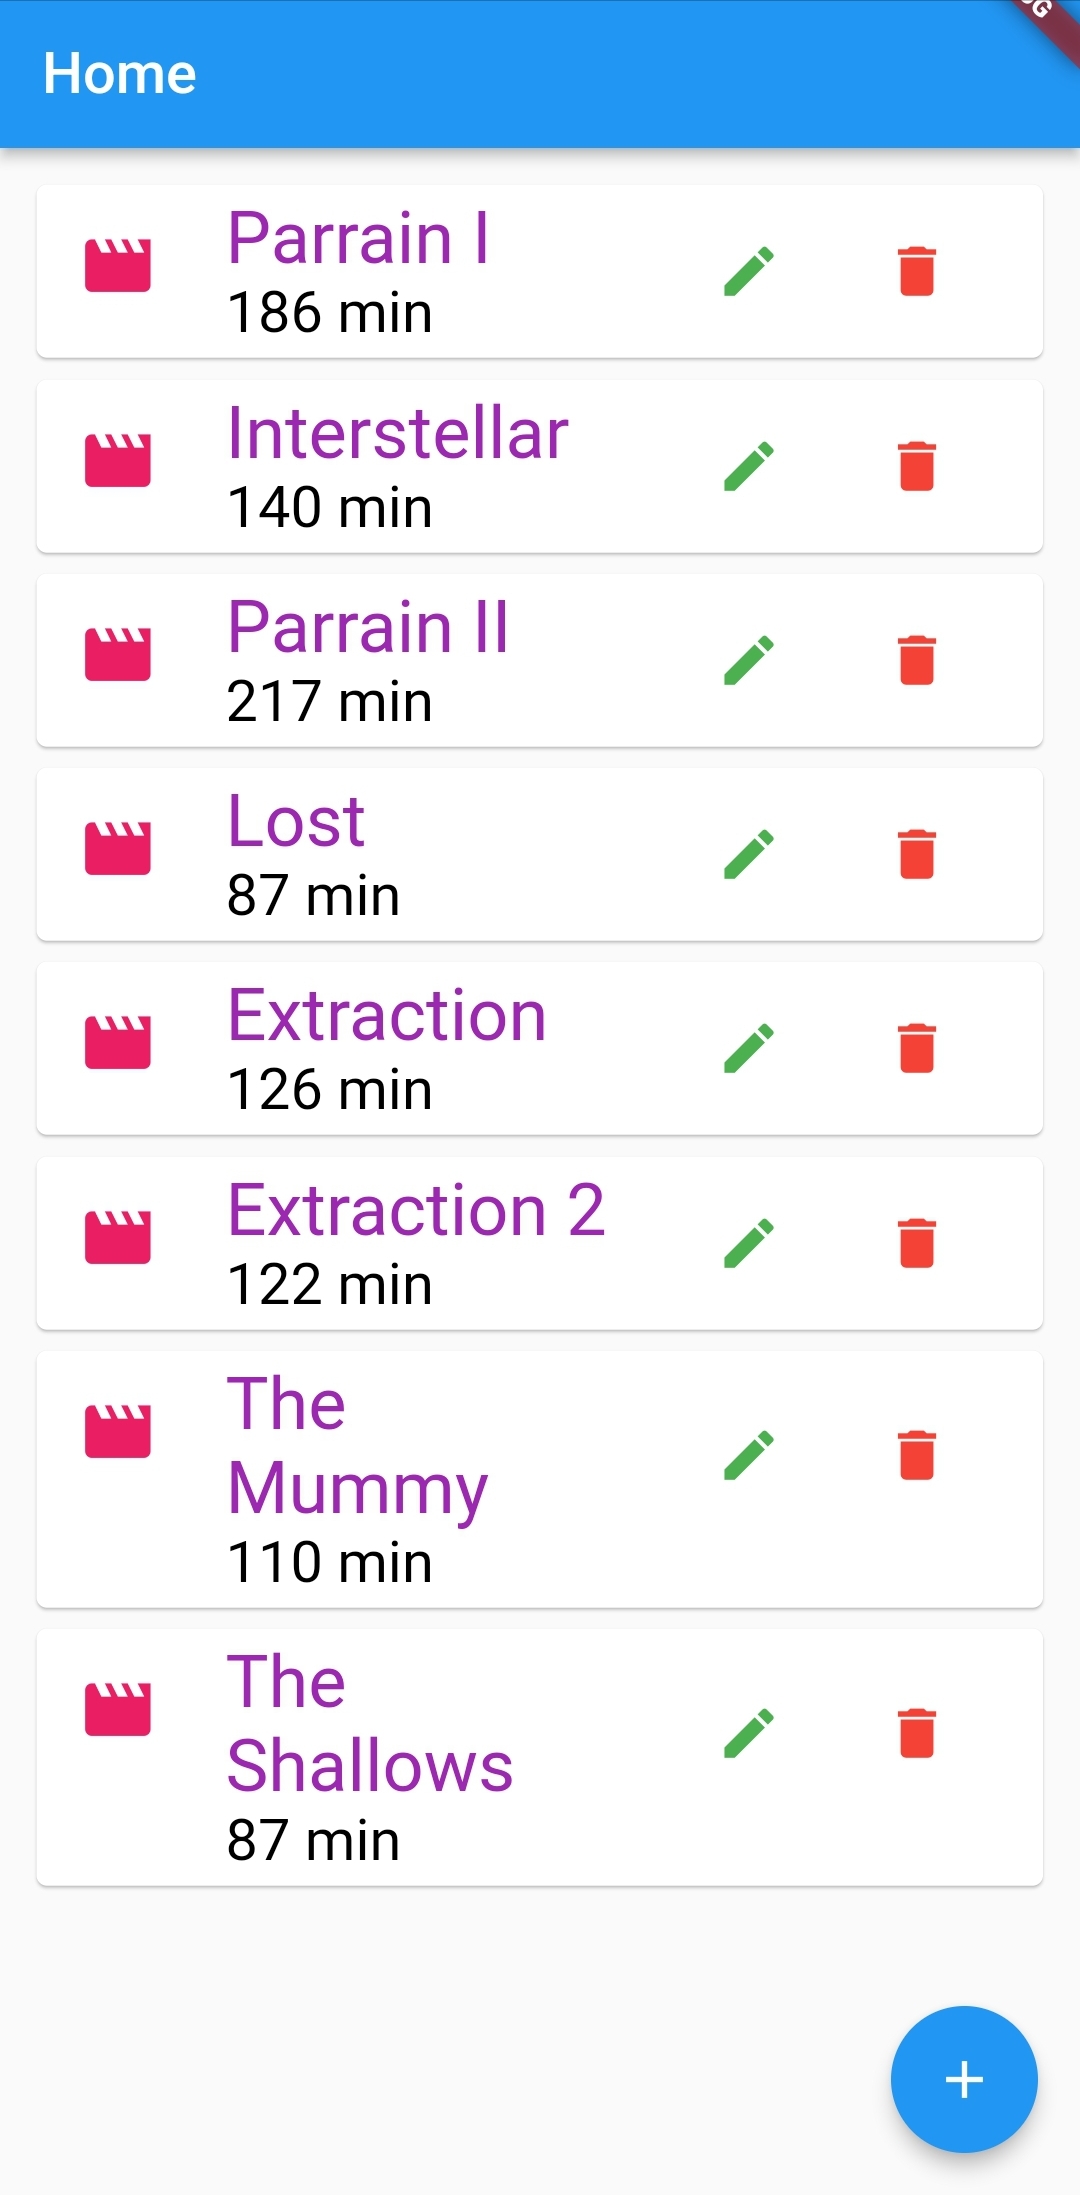 Home
Parrain I
186 min
Interstellar
140 min
Parrain II
217 min
Lost
87 min
Extraction
126 min
Extraction 2
122 min
The
Mummy
110 min
The
Shallows
87 min